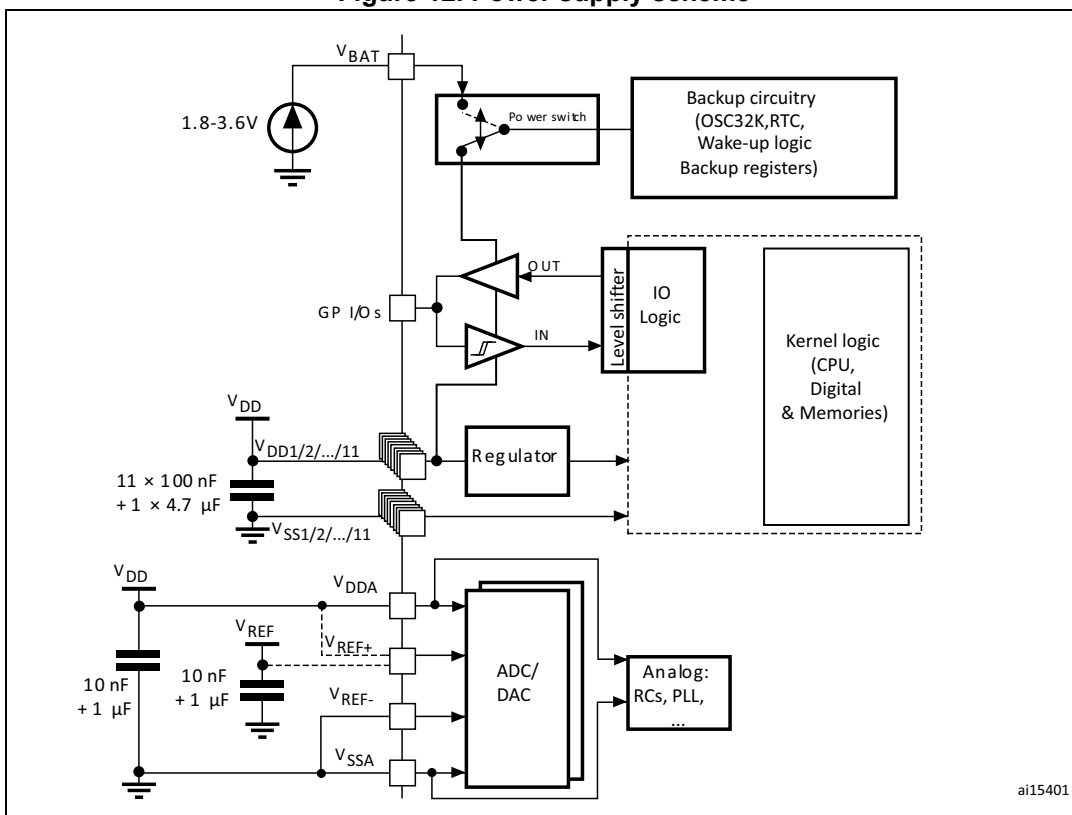 Figure 12. Power supply scheme
VBAT
1.8-3.6V
Po wer switch
Backup circuitry
(OSC32K,RTC,
Wake-up logic
Backup registers)
OUT
GP I/Os
IN
Level shifter
IO
Logic
Kernel logic
(CPU,
Digital
& Memories)
VDD
VDD1/2/.../11
Regulator
11 × 100 nF
+ 1 × 4.7 µF
VSS1/2/.../11
VDD
VDDA
VREF
VREF+
10 nF
+ 1 µF
10 nF
+ 1 µF
VREF-
ADC/
DAC
Analog:
RCs, PLL,
...
VSSA
ai15401